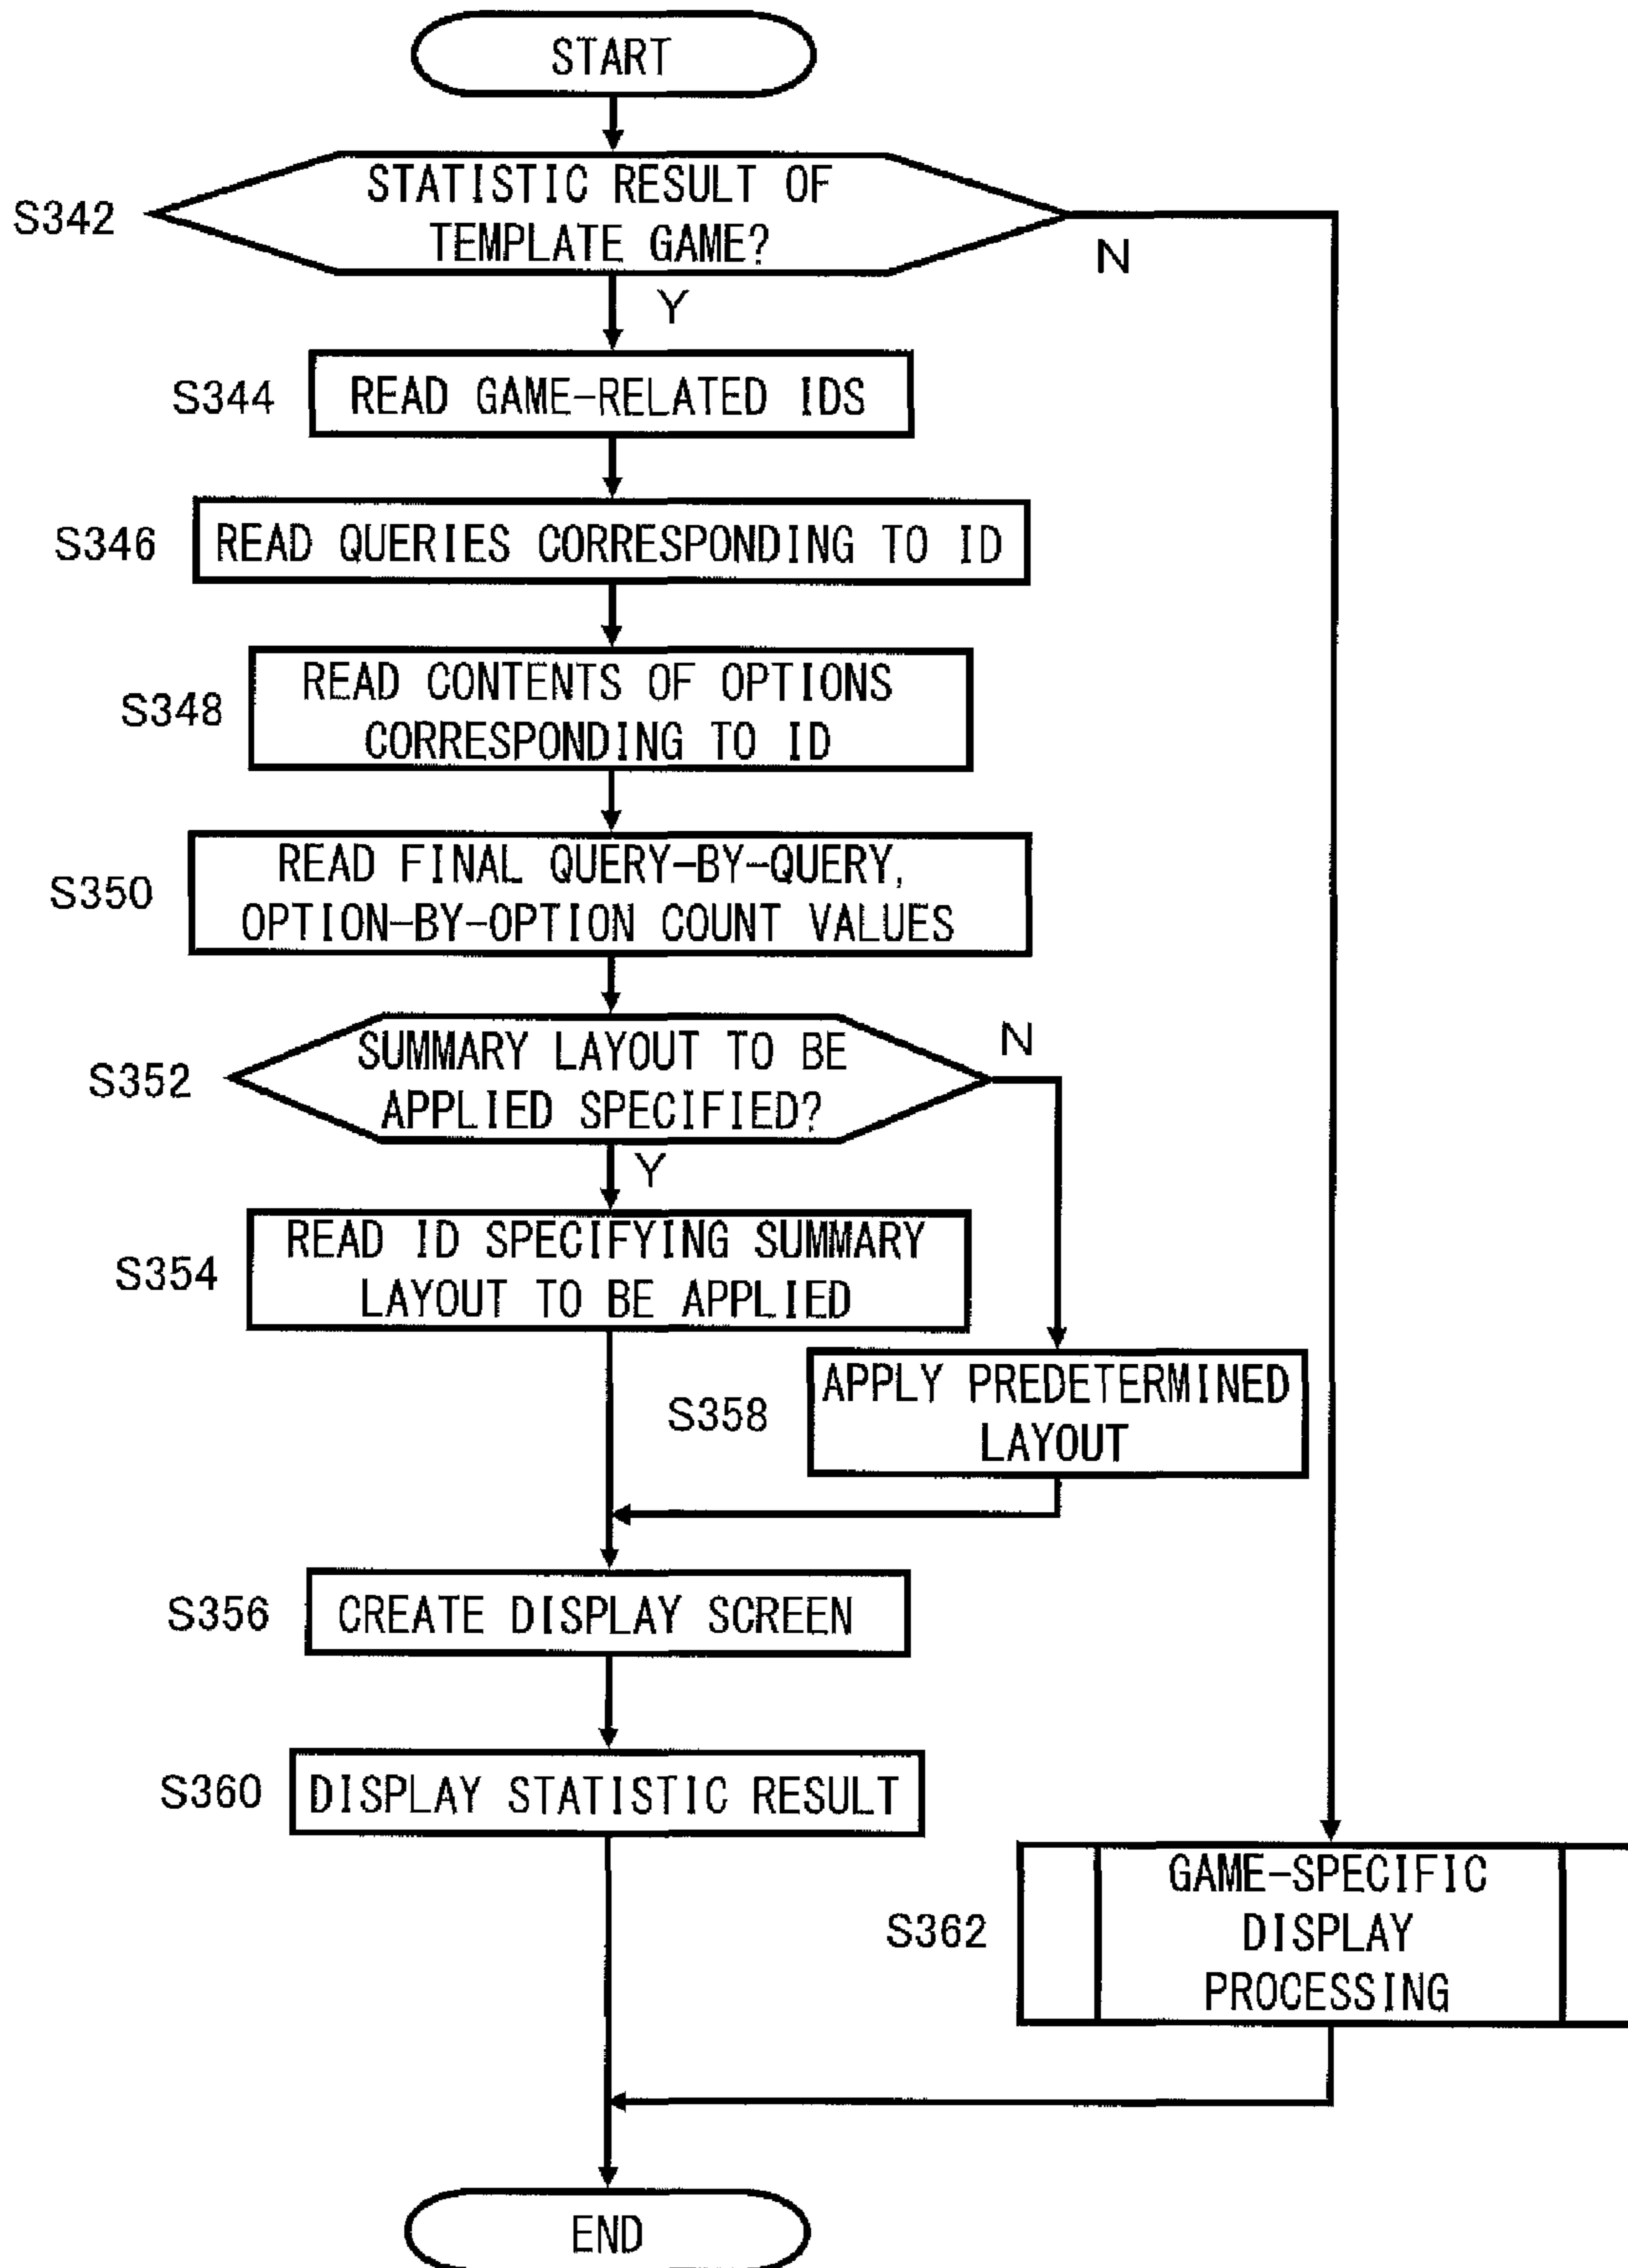 START
S342
STATISTIC RESULT OF
TEMPLATE GAME?
N
Y
S344
READ GAME-RELATED IDS
S346
READ QUERIES CORRESPONDING TO ID
S348
READ CONTENTS OF OPTIONS
CORRESPONDING TO ID
S350
READ FINAL QUERY-BY-QUERY,
OPTION-BY-OPTION COUNT VALUES
S352
SUMMARY LAYOUT TO BE
APPLIED SPECIFIED?
N
Y
S354
READ ID SPECIFYING SUMMARY
LAYOUT TO BE APPLIED
S358
APPLY PREDETERMINED
LAYOUT
S356
CREATE DISPLAY SCREEN
S360
DISPLAY STATISTIC RESULT
S362
GAME-SPECIFIC
DISPLAY
PROCESSING
END